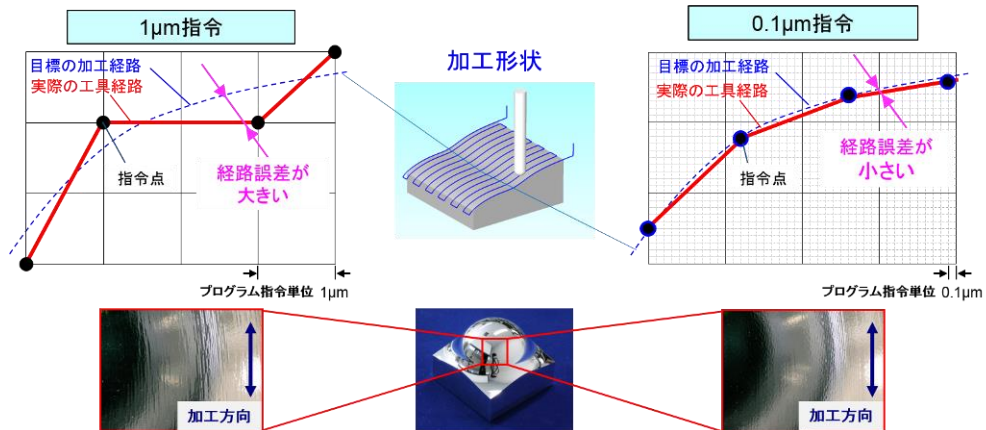 1μm指令
目標の加工経路
実際の工具経路
指令点
経路誤差が
大きい
プログラム指令単位 1μm
加工形状
0.1μm指令
目標の加工経路
実際の工具経路
指令点
経路誤差が
小さい
プログラム指令単位 0.1μm
加工方向
加工方向